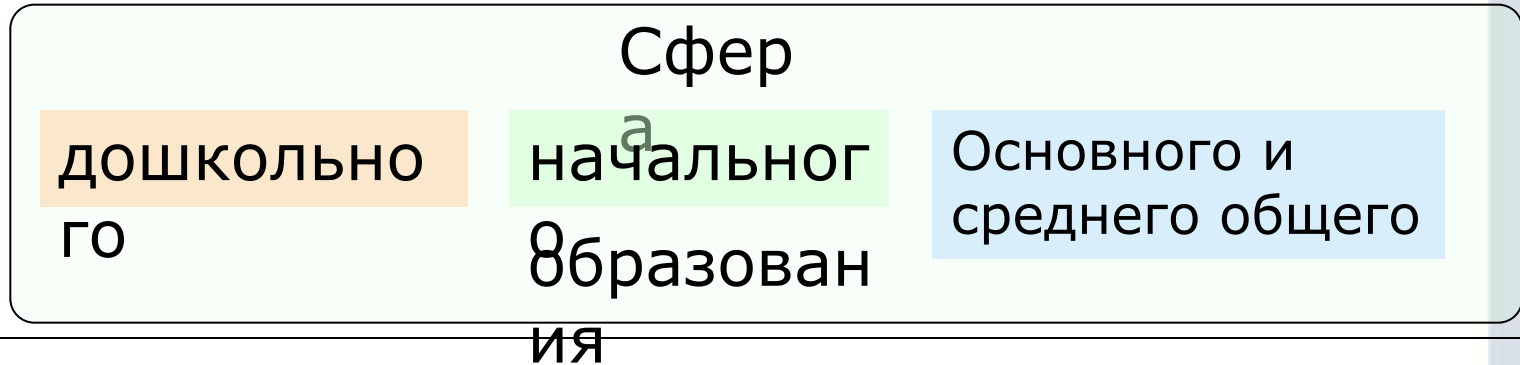 Сфер
а
дошкольно
го
начальног
о
Основного и
среднего общего
образован
ия